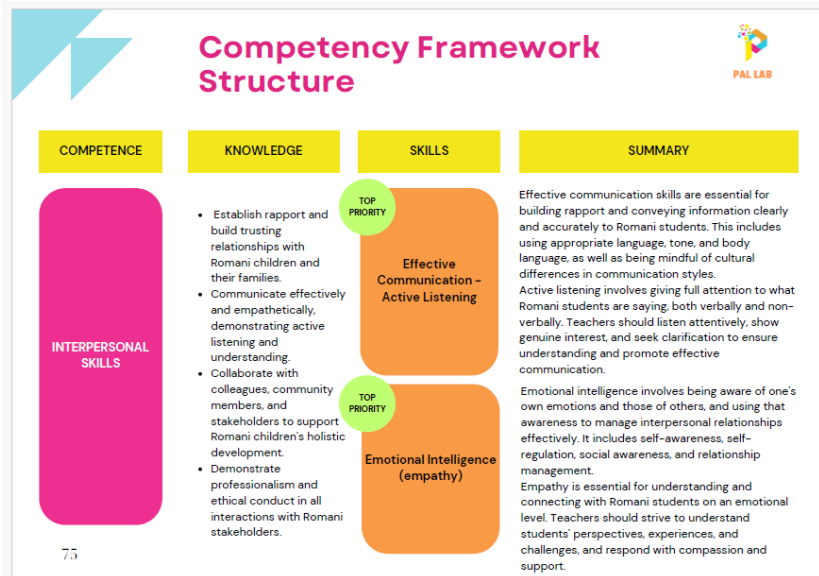 Competency Framework
Structure
PAL LAB
COMPETENCE
KNOWLEDGE
SKILLS
SUMMARY
INTERPERSONAL
SKILLS
• Establish rapport and
build trusting
relationships with
Romani children and
their families.
• Communicate effectively
and empathetically,
demonstrating active
listening and
understanding.
• Collaborate with
colleagues, community
members, and
stakeholders to support
Romani children's holistic
development.
• Demonstrate
professionalism and
ethical conduct in all
interactions with Romani
stakeholders.
TOP
PRIORITY
Effective
Communication -
Active Listening
TOP
PRIORITY
Emotional Intelligence
(empathy)
Effective communication skills are essential for
building rapport and conveying information clearly
and accurately to Romani students. This includes
using appropriate language, tone, and body
language, as well as being mindful of cultural
differences in communication styles.
Active listening involves giving full attention to what
Romani students are saying, both verbally and non-
verbally. Teachers should listen attentively, show
genuine interest, and seek clarification to ensure
understanding and promote effective
communication.
Emotional intelligence involves being aware of one's
own emotions and those of others, and using that
awareness to manage interpersonal relationships
effectively. It includes self-awareness, self-
regulation, social awareness, and relationship
management.
Empathy is essential for understanding and
connecting with Romani students on an emotional
level. Teachers should strive to understand
students' perspectives, experiences, and
challenges, and respond with compassion and
support.
75